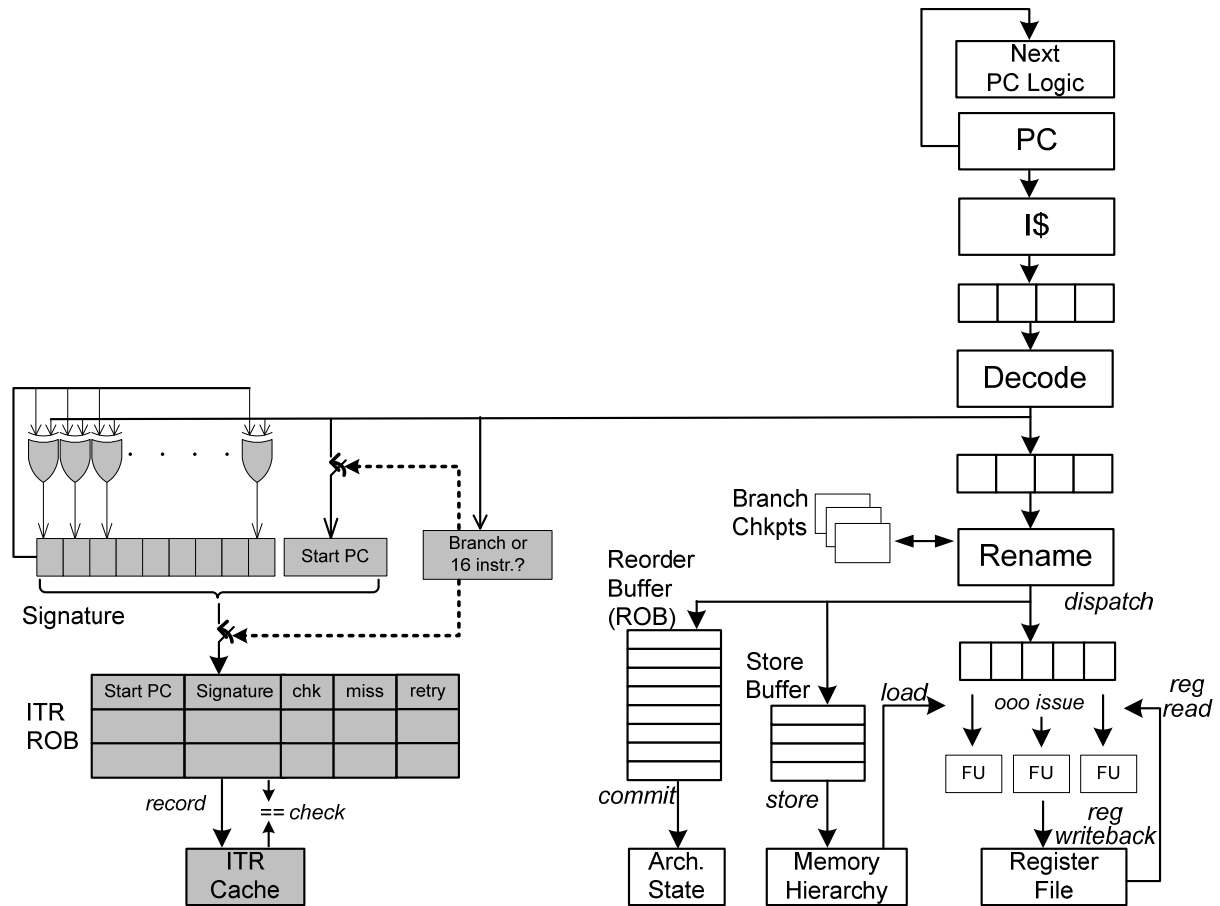 Next
PC Logic
PC
I$
Decode
Branch
Chkpts
Rename
dispatch
Start PC
Branch or
16 instr.?
Signature
Reorder
Buffer
(ROB)
Store
Buffer
load
ooo issue
reg
read
FU
FU
FU
ITR
ROB
Start PC
Signature
chk
miss
retry
record
== check
commit
store
reg
writeback
ITR
Cache
Arch.
State
Memory
Hierarchy
Register
File